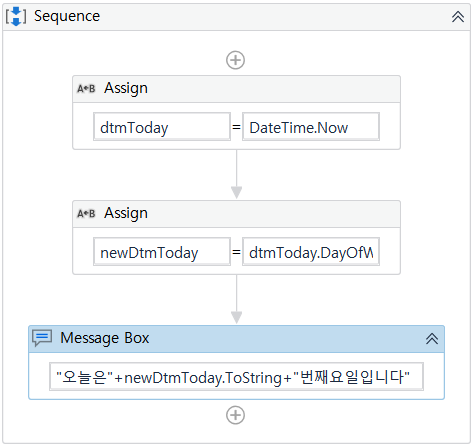 Sequence
A↔B Assign
dtmToday = DateTime.Now
A↔B Assign
newDtmToday = dtmToday.DayOfW
Message Box
"오늘은"+newDtmToday.ToString+"번째요일입니다"